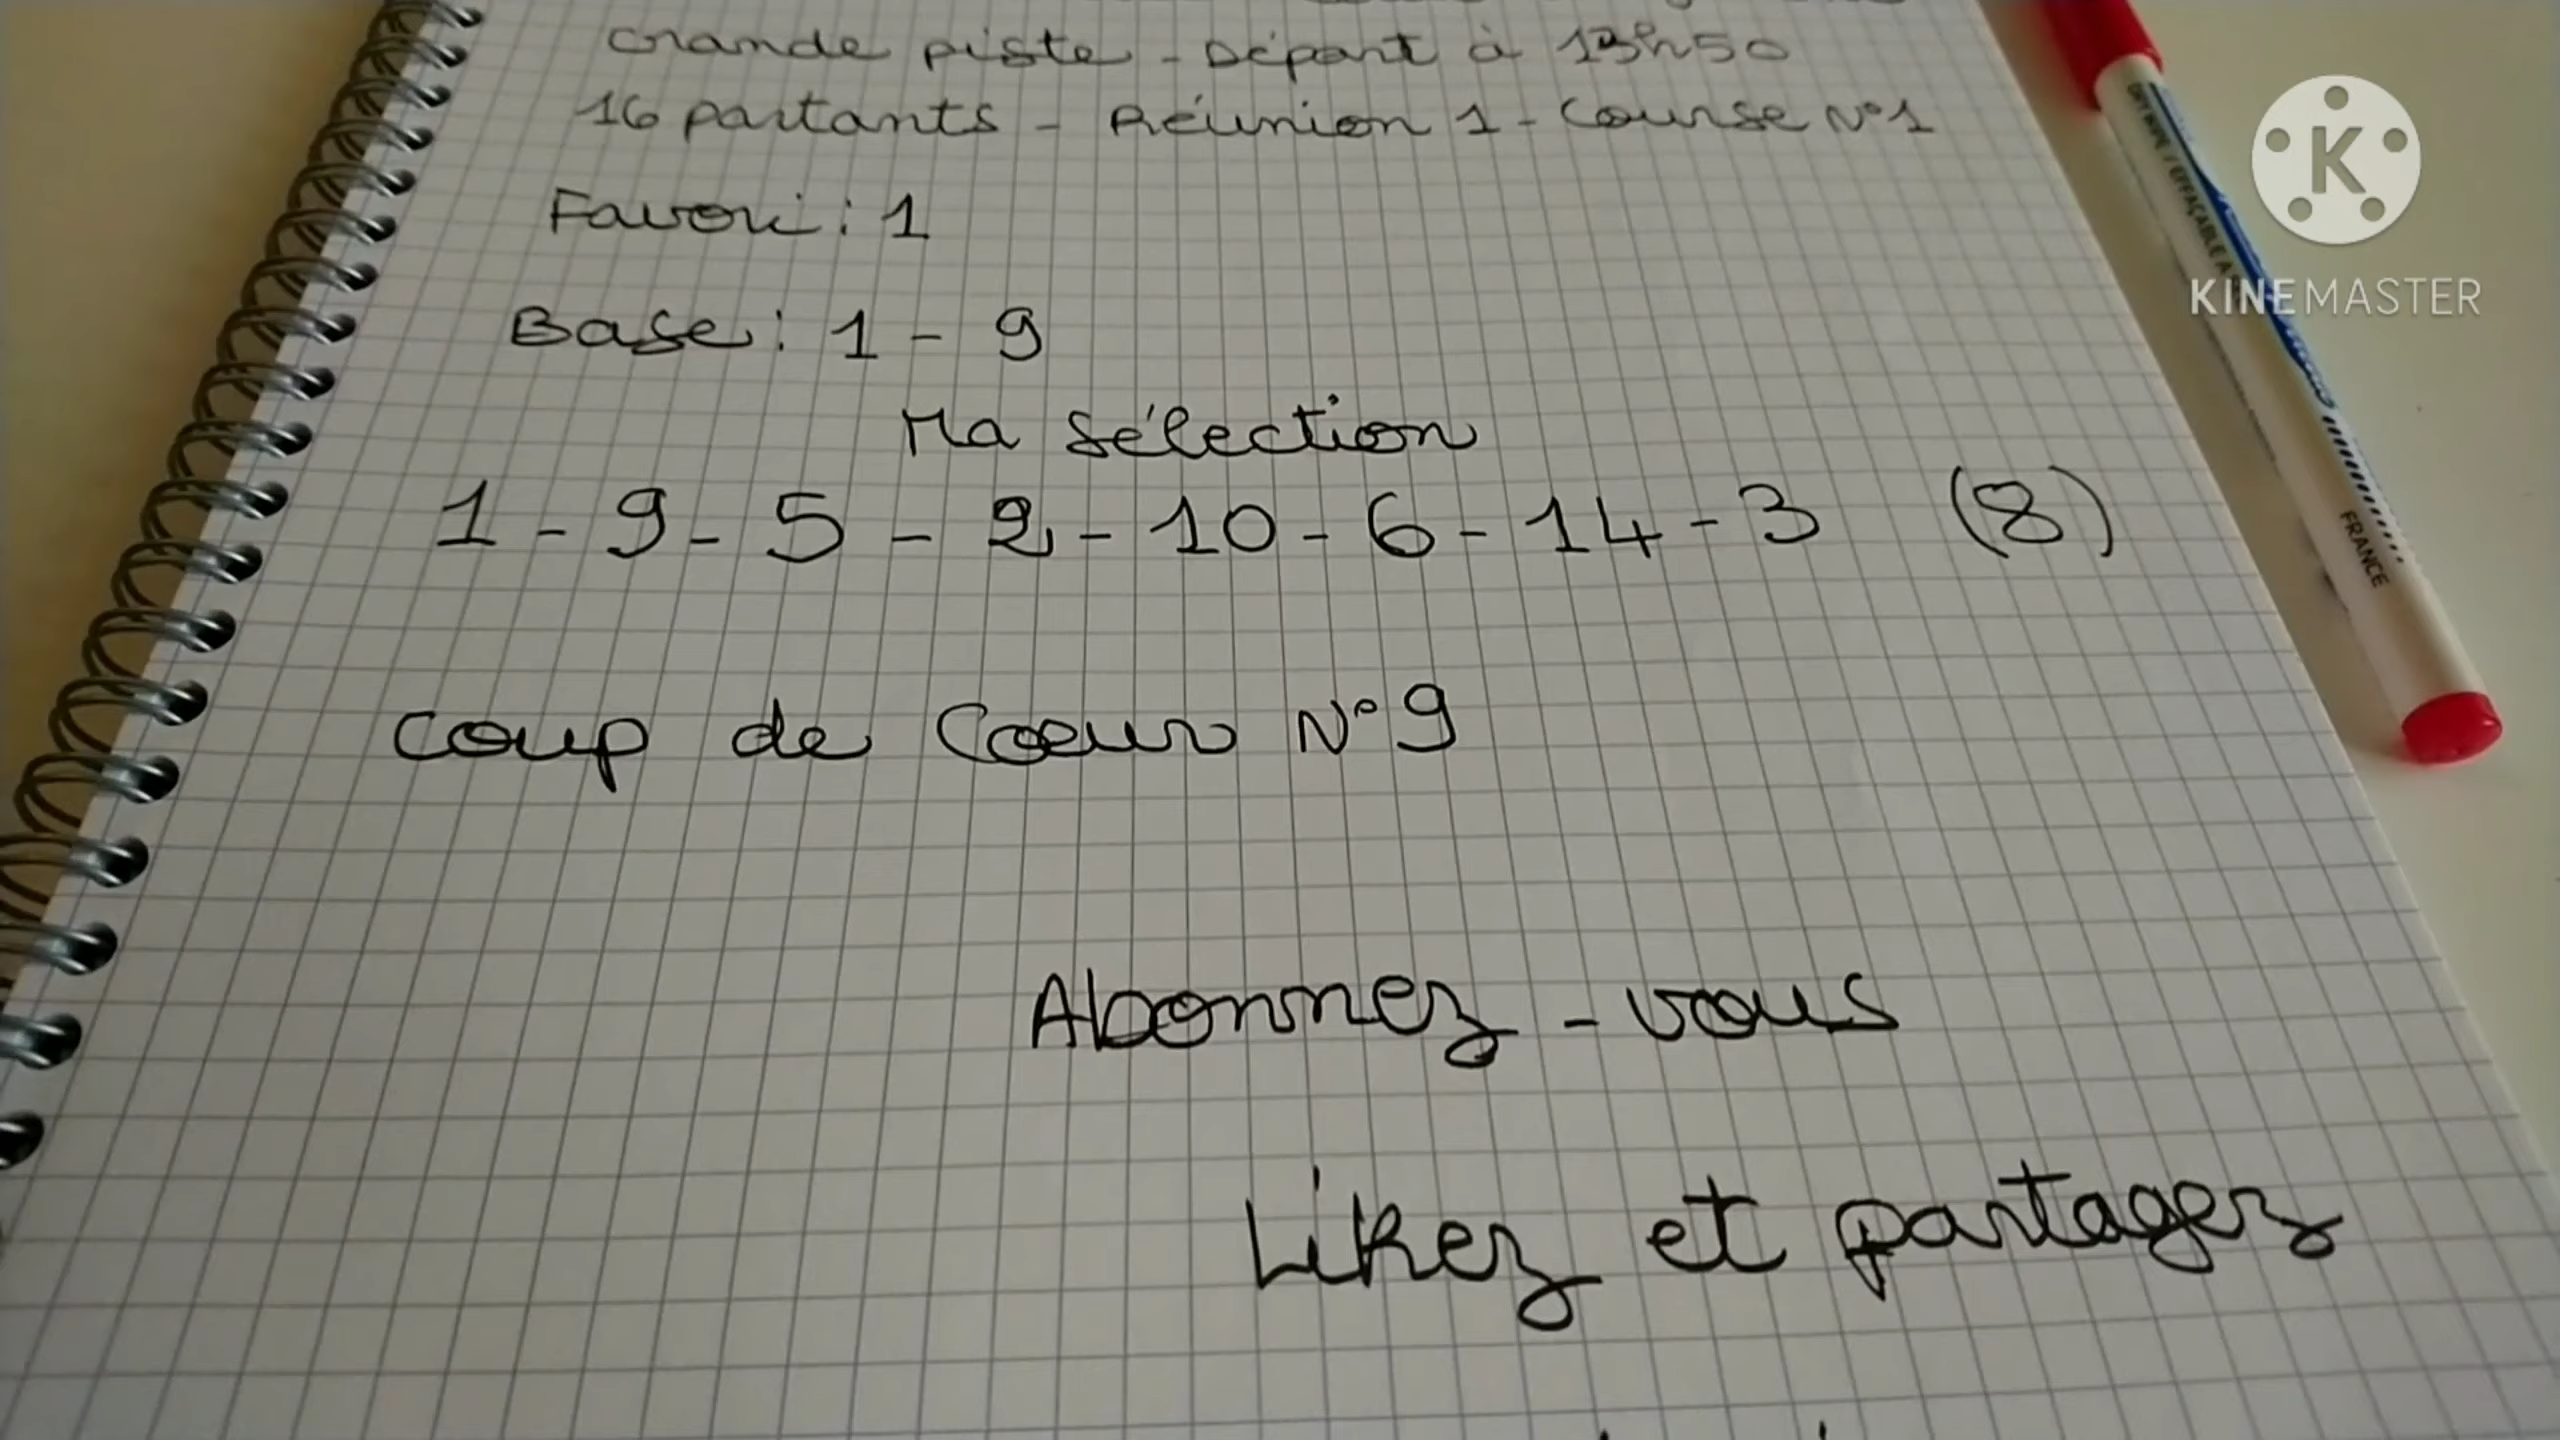 Grande piste - Départ à 13h50
16 partants - Réunion 1 - Course N°1
Favori : 1
Base : 1 - 9
Ma sélection
1 - 9 - 5 - 2 - 10 - 6 - 14 - 3 (8)
Coup de Coeur N° 9
Abonnez - vous
Likez et partagez
K
KINEMASTER
FRANCE